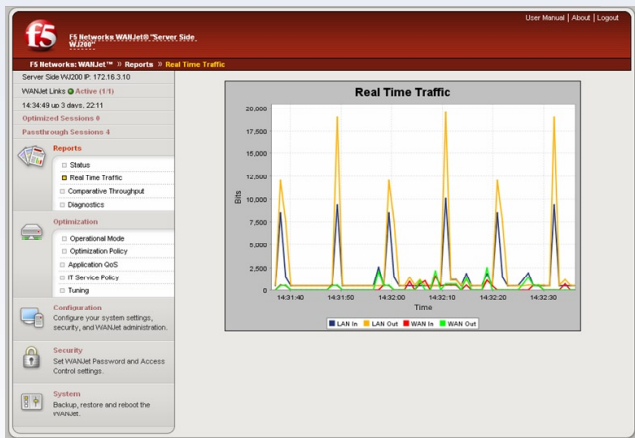 User Manual | About | Logout
f5
F5 Networks WANJet® "Server Side
WJ200"
F5 Networks: WANJet™ » Reports » Real Time Traffic
Server Side WJ200 IP: 172.16.3.10
WANJet Links Active (1/1)
14:34:49 up 3 days, 22:11
Optimized Sessions 0
Passthrough Sessions 4
Reports
Status
Real Time Traffic
Comparative Throughput
Diagnostics
Optimization
Operational Mode
Optimization Policy
Application QoS
IT Service Policy
Tuning
Configuration
Configure your system settings,
security, and WANJet administration.
Security
Set WANJet Password and Access
Control settings.
System
Backup, restore and reboot the
WANJet.
Real Time Traffic
20,000
17,500
15,000
12,500
10,000
7,500
5,000
2,500
0
Bits
14:31:40 14:31:50 14:32:00 14:32:10 14:32:20 14:32:30
Time
LAN In LAN Out WAN In WAN Out